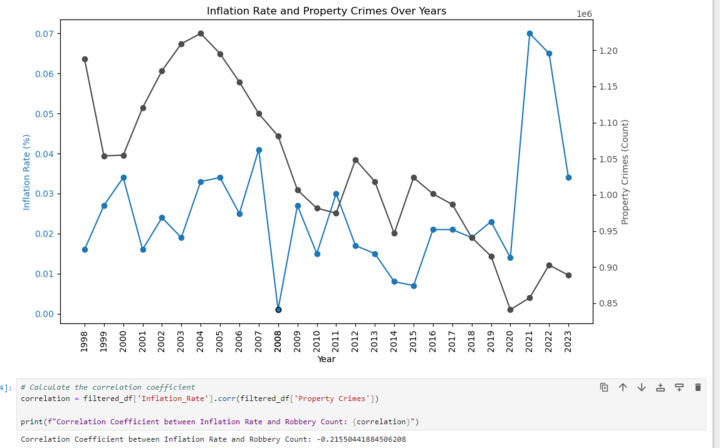 Inflation Rate and Property Crimes Over Years
1e6
0.07
0.06
0.05
0.04
0.03
0.02
0.01
0.00
Inflation Rate (%)
1.20
1.15
1.10
1.05
1.00
0.95
0.90
0.85
Property Crimes (Count)
1998 1999 2000 2001 2002 2003 2004 2005 2006 2007 2008 2009 2010 2011 2012 2013 2014 2015 2016 2017 2018 2019 2020 2021 2022 2023
Year
4]:
# Calculate the correlation coefficient
correlation = filtered_df['Inflation_Rate'].corr(filtered_df['Property Crimes'])
print(f"Correlation Coefficient between Inflation Rate and Robbery Count: {correlation}")
Correlation Coefficient between Inflation Rate and Robbery Count: -0.21550441884506208